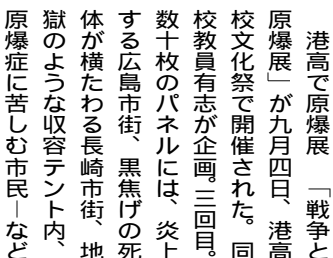 港高で原爆展　「戦争と
原爆展」が九月四日、港高
校文化祭で開催された。同
校教員有志が企画。三回目。
数十枚のパネルには、炎上
する広島市街、黒焦げの死
体が横たわる長崎市街、地
獄のような収容テント内、
原爆症に苦しむ市民―など